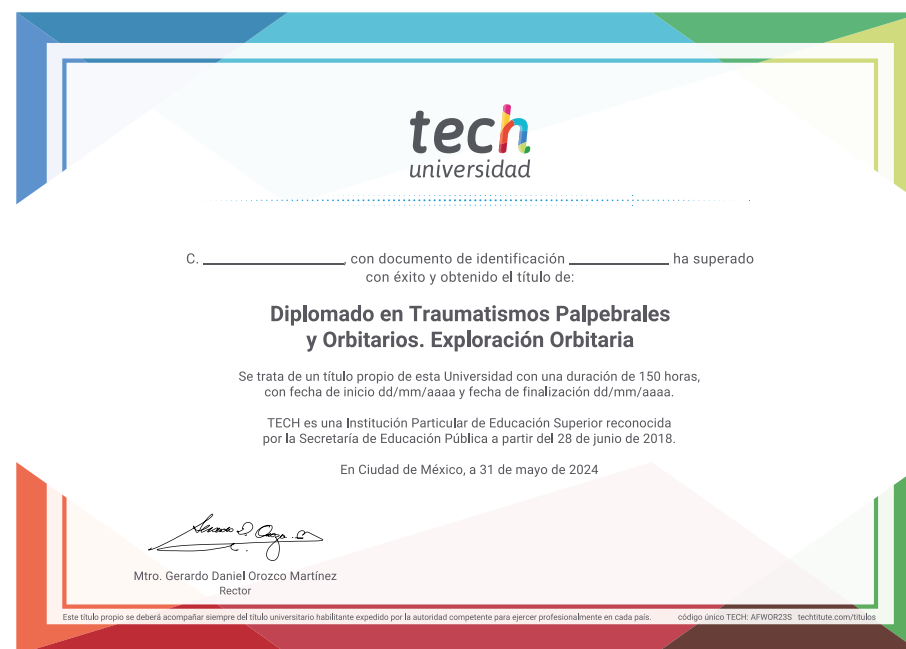 tech
universidad
C. ____________, con documento de identificación ____________ ha superado
con éxito y obtenido el título de:
Diplomado en Traumatismos Palpebrales
y Orbitarios. Exploración Orbitaria
Se trata de un título propio de esta Universidad con una duración de 150 horas,
con fecha de inicio dd/mm/aaaa y fecha de finalización dd/mm/aaaa.
TECH es una Institución Particular de Educación Superior reconocida
por la Secretaría de Educación Pública a partir del 28 de junio de 2018.
En Ciudad de México, a 31 de mayo de 2024
Mtro. Gerardo Daniel Orozco Martínez
Rector
Este título propio se deberá acompañar siempre del título universitario habilitante expedido por la autoridad competente para ejercer profesionalmente en cada país. código único TECH: AFWOR23S techtitute.com/titulos